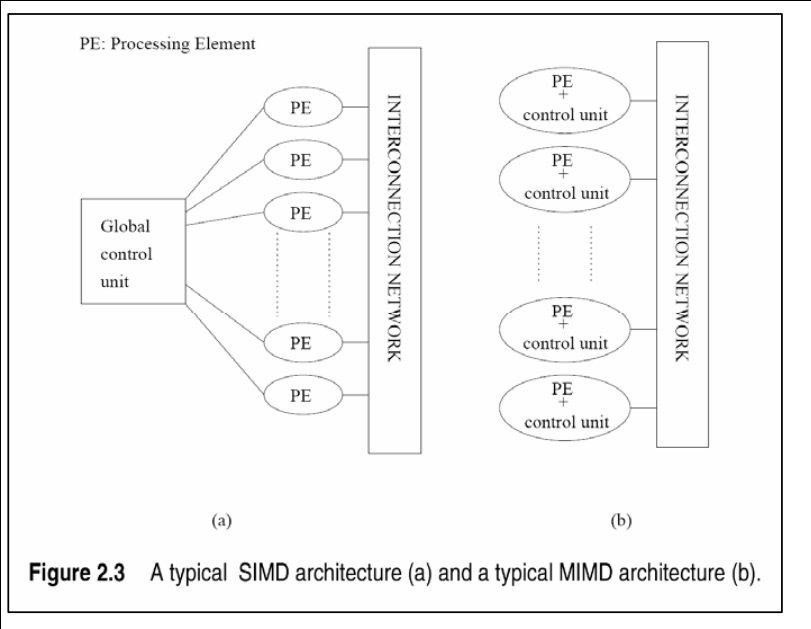 PE: Processing Element
PE
PE
PE
Global
control
unit
PE
PE
INTERCONNECTION NETWORK
(a)
PE
+
control unit
PE
+
control unit
PE
+
control unit
PE
+
control unit
INTERCONNECTION NETWORK
(b)
Figure 2.3 A typical SIMD architecture (a) and a typical MIMD architecture (b).